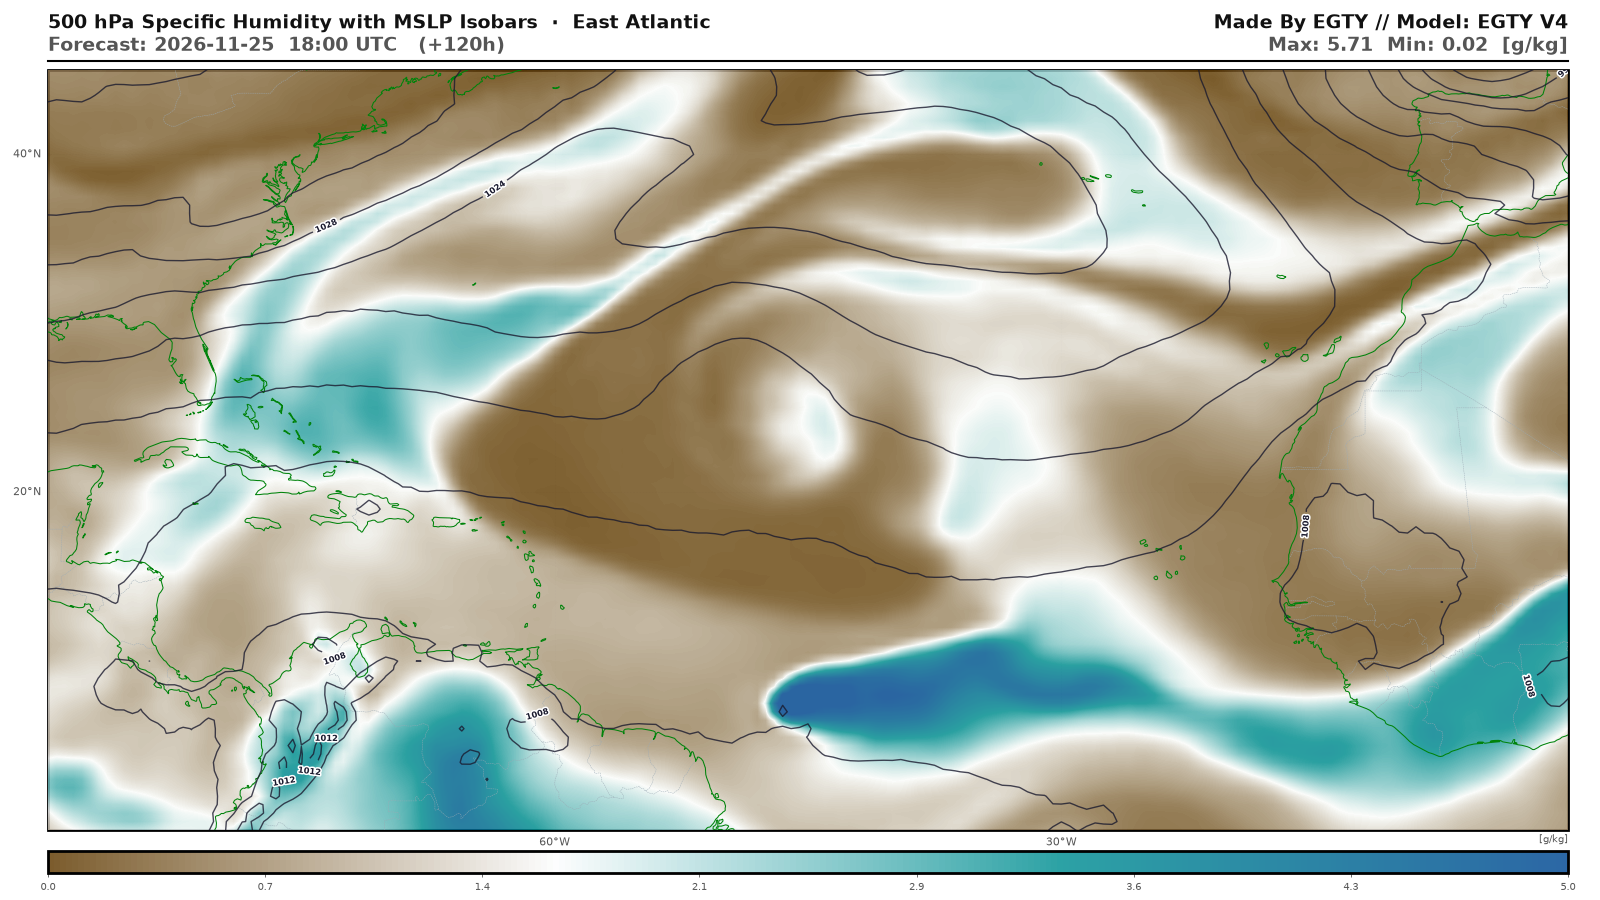 500 hPa Specific Humidity with MSLP Isobars · East Atlantic
Made By EGTY // Model: EGTY V4
Forecast: 2026-11-25 18:00 UTC (+120h)
Max: 5.71 Min: 0.02 [g/kg]
40°N
1024
1028
20°N
1008
1008
1008
1008
1012
1012
1012
60°W
30°W
[g/kg]
0.0 0.7 1.4 2.1 2.9 3.6 4.3 5.0